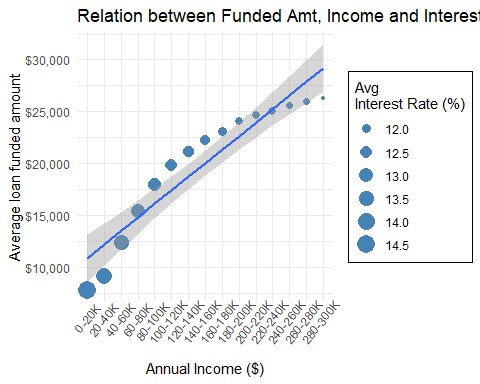 Relation between Funded Amt, Income and Interest
Average loan funded amount
$30,000
$25,000
$20,000
$15,000
$10,000
0-20K
20-40K
40-60K
60-80K
80-100K
100-120K
120-140K
140-160K
160-180K
180-200K
200-220K
220-240K
240-260K
260-280K
280-300K
Annual Income ($)
Avg
Interest Rate (%)
12.0
12.5
13.0
13.5
14.0
14.5